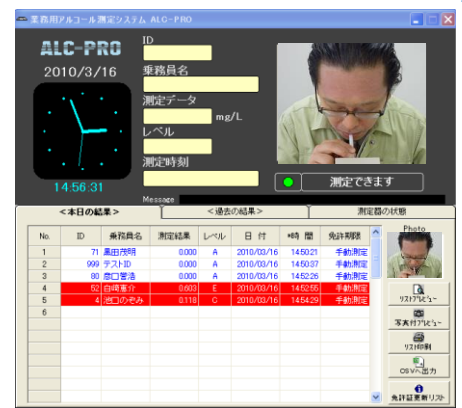 業務用アルコール測定システム ALC-PRO
ALC-PRO
2010/3/16
14:56:31
ID
乗務員名
測定データ
mg/L
レベル
測定時刻
測定できます
Message
＜本日の結果＞ ＜過去の結果＞ 測定器の状態
No. ID 乗務員名 測定結果 レベル 日 付 *時 間 免許期限
1 71 黒田茂明 0.000 A 2010/03/16 14:50:21 手動測定
2 999 テストID 0.000 A 2010/03/16 14:50:37 手動測定
3 80 窓口管浩 0.000 A 2010/03/16 14:52:26 手動測定
4 52 白崎憲介 0.603 E 2010/03/16 14:52:55 手動測定
5 4 池口のぞみ 0.118 C 2010/03/16 14:54:29 手動測定
6
Photo
リストプレビュー
写真付プレビュー
リスト印刷
CSVへ出力
免許証更新リスト